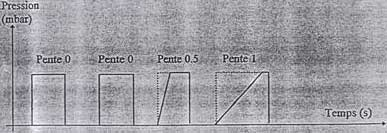 Pression
(mbar)
Pente 0 Pente 0 Pente 0.5 Pente 1
Temps (s)